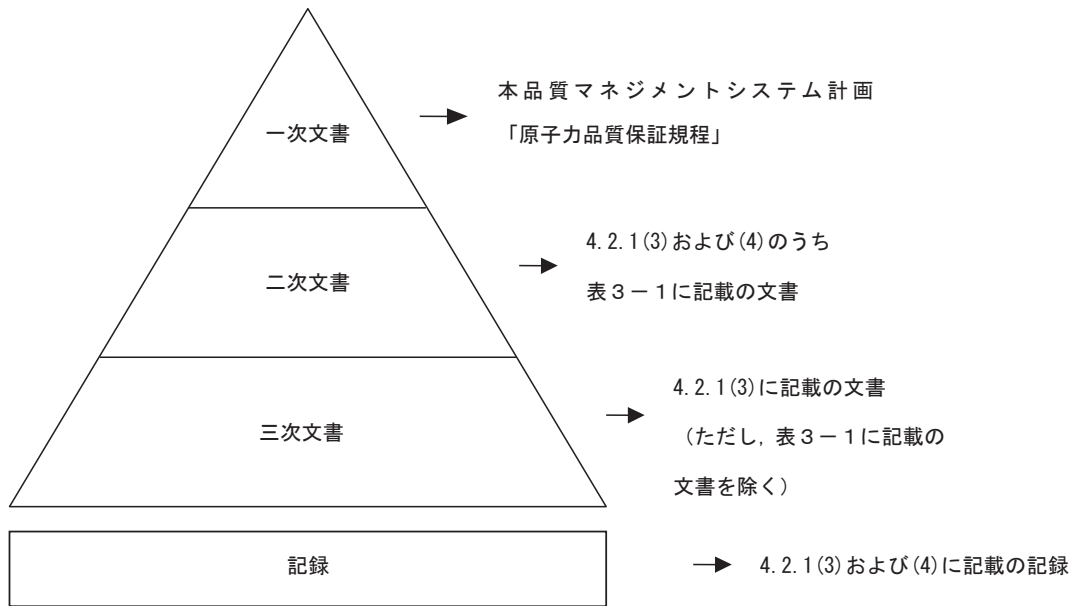 一次文書
本品質マネジメントシステム計画
「原子力品質保証規程」
二次文書
4.2.1(3)および(4)のうち
表3-1に記載の文書
三次文書
4.2.1(3)に記載の文書
(ただし,表3-1に記載の
文書を除く)
記録
4.2.1(3)および(4)に記載の記録